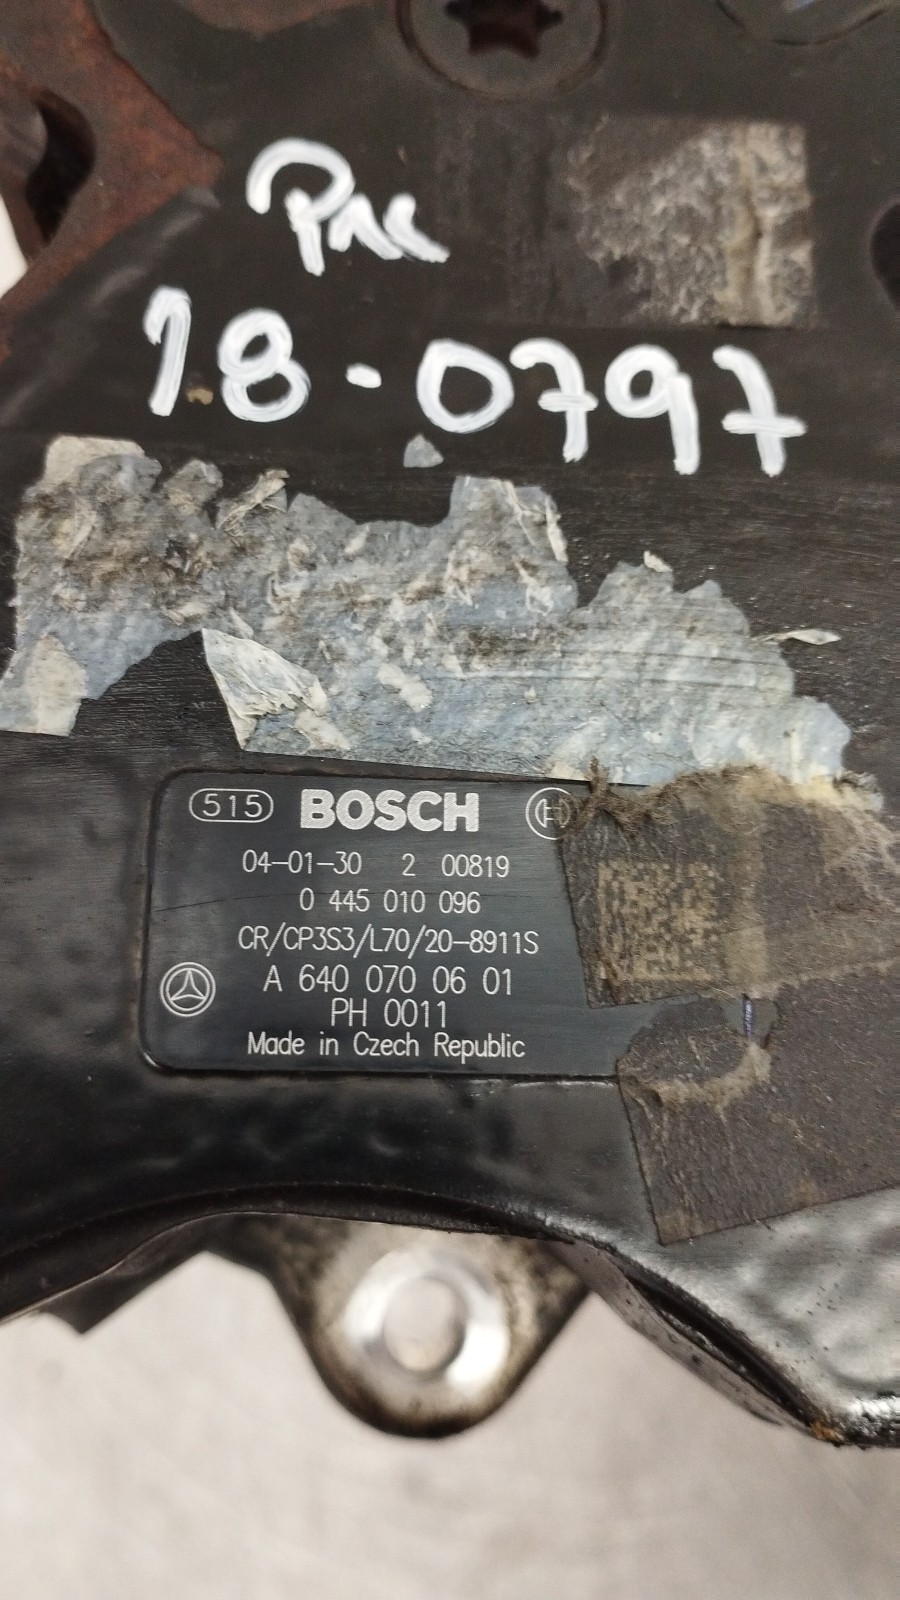 18-0797
515 BOSCH
04-01-30 2 00819
0 445 010 096
CR/CP3S3/L70/20-8911S
A 640 070 06 01
PH 0011
Made in Czech Republic